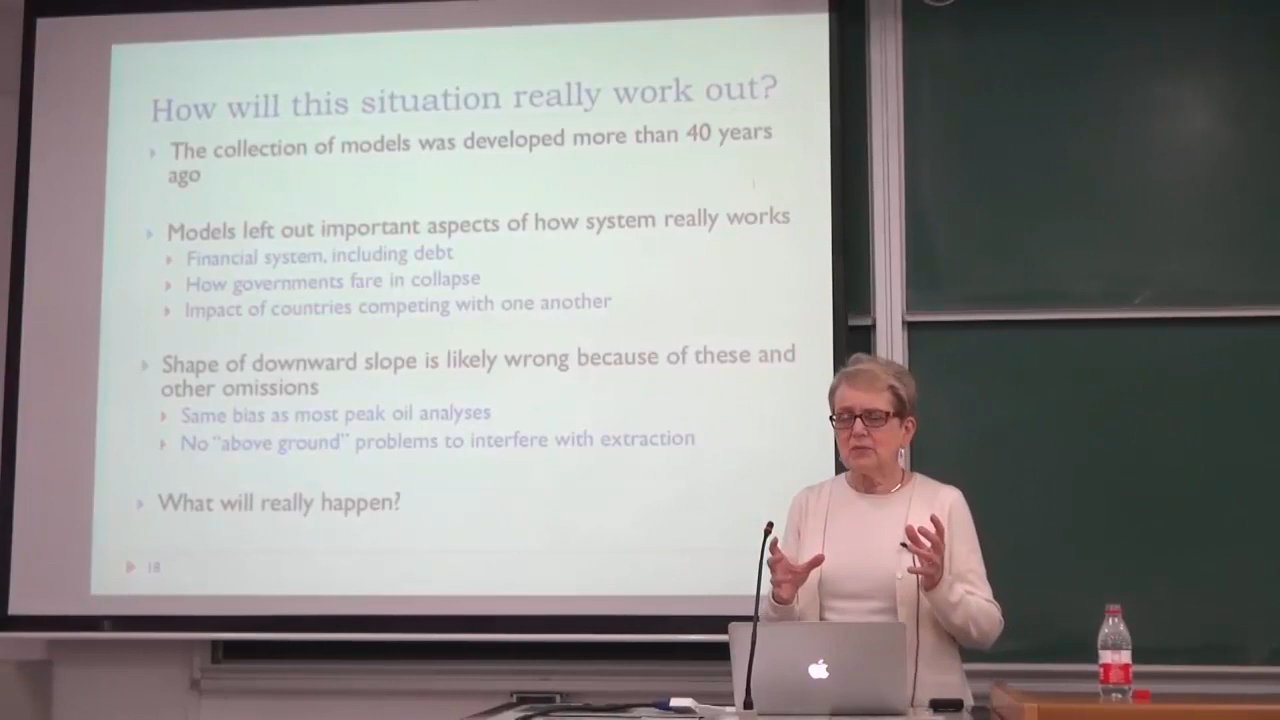 How will this situation really work out?
The collection of models was developed more than 40 years
ago
Models left out important aspects of how system really works
Financial system, including debt
How governments fare in collapse
Impact of countries competing with one another
Shape of downward slope is likely wrong because of these and
other omissions
Same bias as most peak oil analyses
No "above ground" problems to interfere with extraction
What will really happen?
18